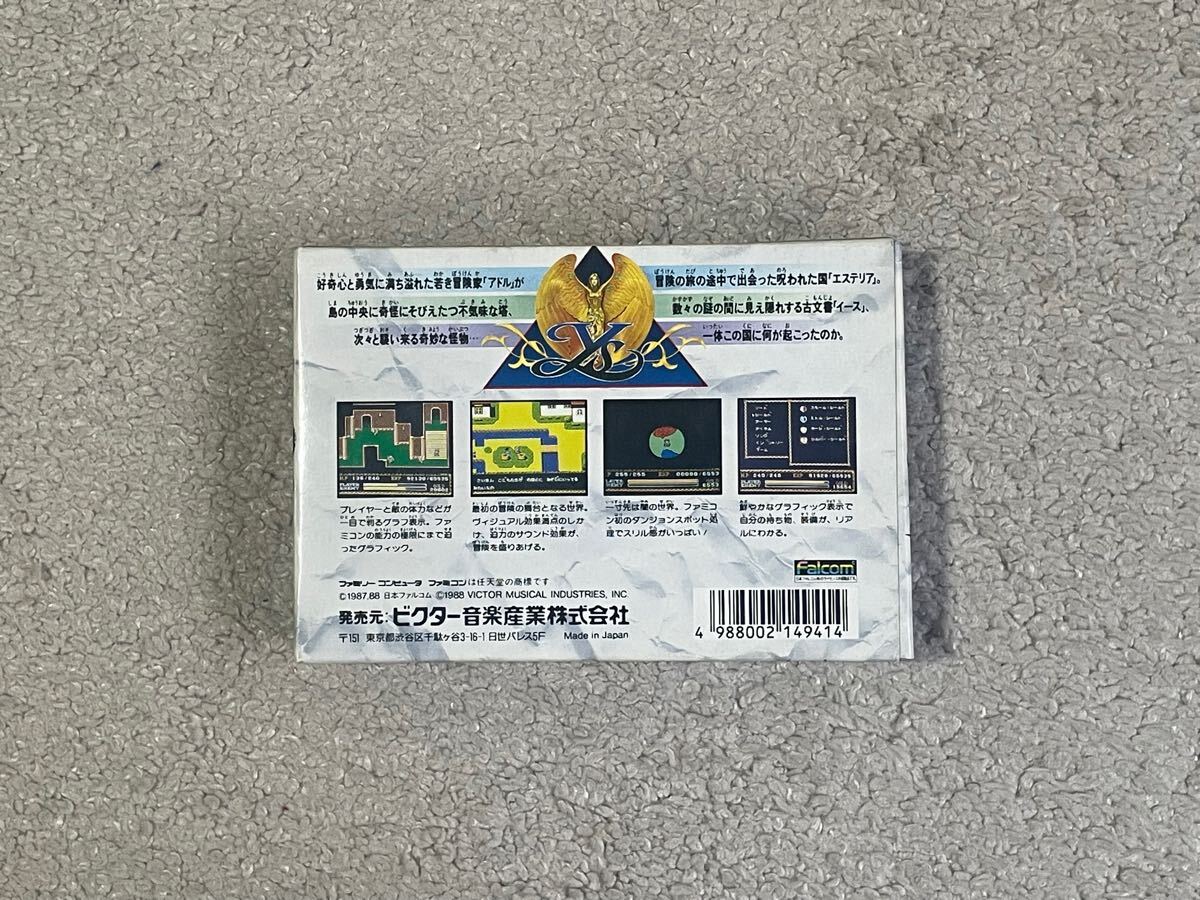 好奇心と勇気に満ち溢れた若き冒険家「アドル」が
島の中央に奇怪にそびえたつ不気味な塔、
次々と襲い来る奇妙な怪物…
冒険の旅の途中で出会った呪われた国「エステリア」。
数々の謎の間に見え隠れする古文書「イース」、
一体この国に何が起こったのか。
Ys
プレイヤーと敵の体力などが
一目で判るグラフ表示。ファ
ミコンの能力の極限にまで迫
ったグラフィック。
最初の冒険の舞台となる世界。
ヴィジュアル効果満点のしか
け、迫力のサウンド効果が、
冒険を盛りあげる。
一寸先は闇の世界。ファミコ
ン初のダンジョンスポット処
理でスリル感がいっぱい!
鮮やかなグラフィック表示で
自分の持ち物、装備が、リア
ルにわかる。
Falcom
ファミリー コンピュータ ファミコンは任天堂の商標です
©1987.88 日本ファルコム ©1988 VICTOR MUSICAL INDUSTRIES, INC.
発売元: ビクター音楽産業株式会社
〒151 東京都渋谷区千駄ヶ谷3-16-1 日世パレス5F Made in Japan
4 988002 149414